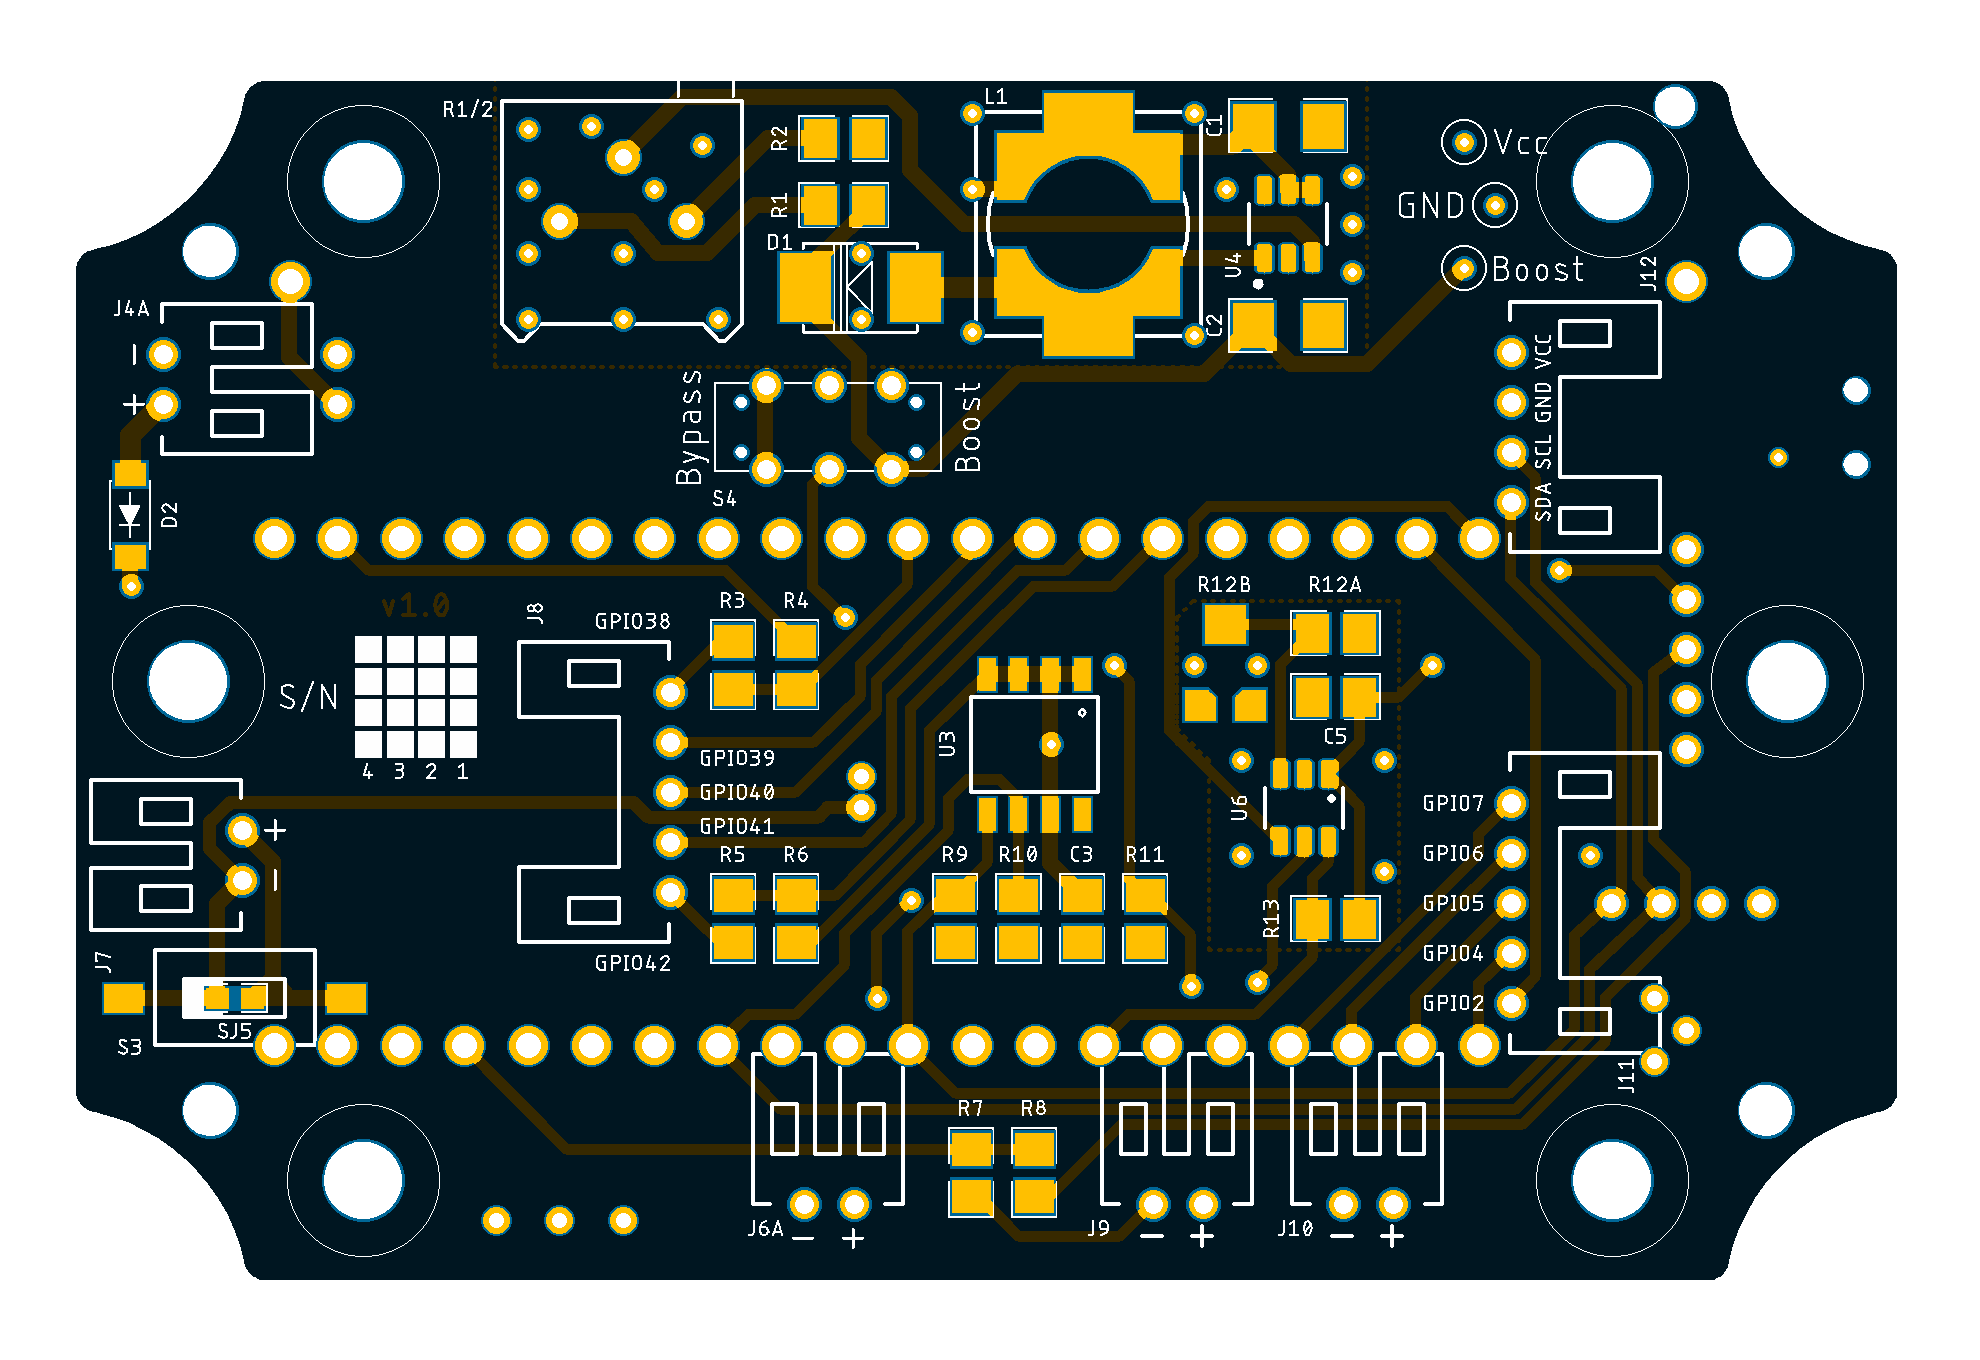 R1/2
R2
R1
D1
L1
C1
U4
C2
Vcc
GND
Boost
J12
J4A
-
+
VCC
GND
SCL
SDA
Bypass
Boost
S4
D2
v1.0
J8
GPIO38
R3
R4
R12B
R12A
S/N
4 3 2 1
GPIO39
GPIO40
GPIO41
GPIO42
U3
C5
U6
R5
R6
R9
R10
C3
R11
R13
GPIO7
GPIO6
GPIO5
GPIO4
GPIO2
+
-
J7
S3
SJ5
J11
R7
R8
J6A
-
+
J9
-
+
J10
-
+